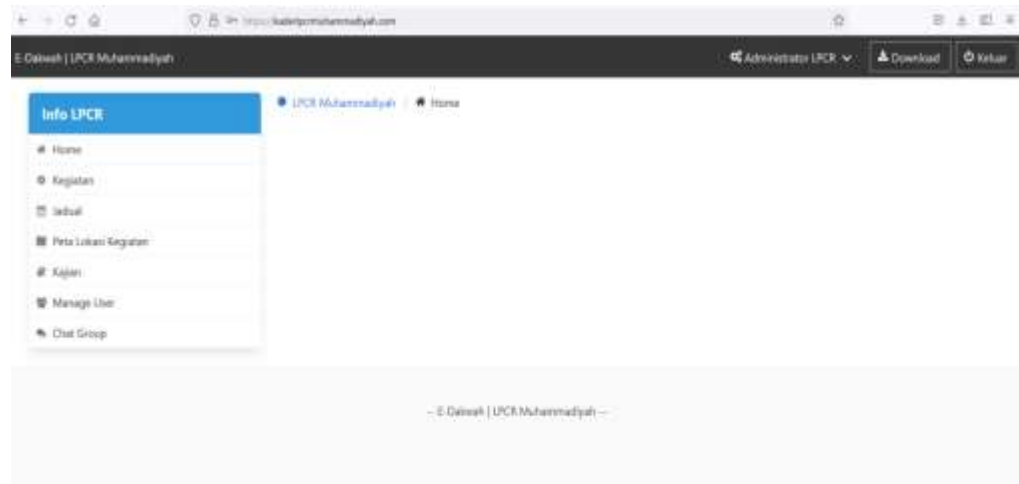 E-Dakwah | LPCR Muhammadiyah
Administrator LPCR
Download
Keluar
Info LPCR
LPCR Muhammadiyah / Home
Home
Kegiatan
Jadual
Peta Lokasi Kegiatan
Kajian
Manage User
Chat Group
-- E-Dakwah | LPCR Muhammadiyah --